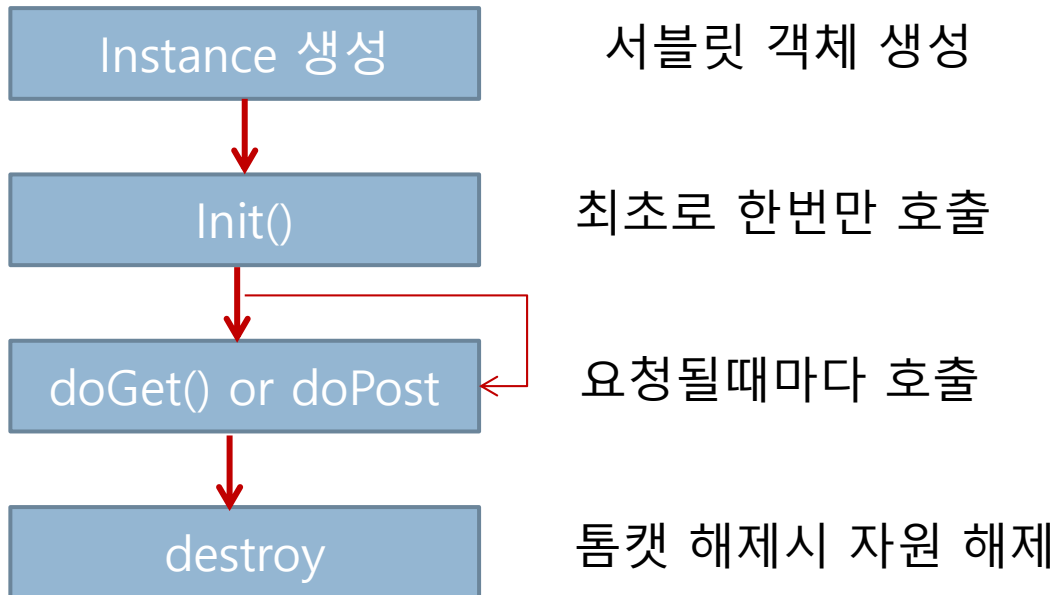 Instance 생성
서블릿 객체 생성
Init()
최초로 한번만 호출
doGet() or doPost
요청될때마다 호출
destroy
톰캣 해제시 자원 해제